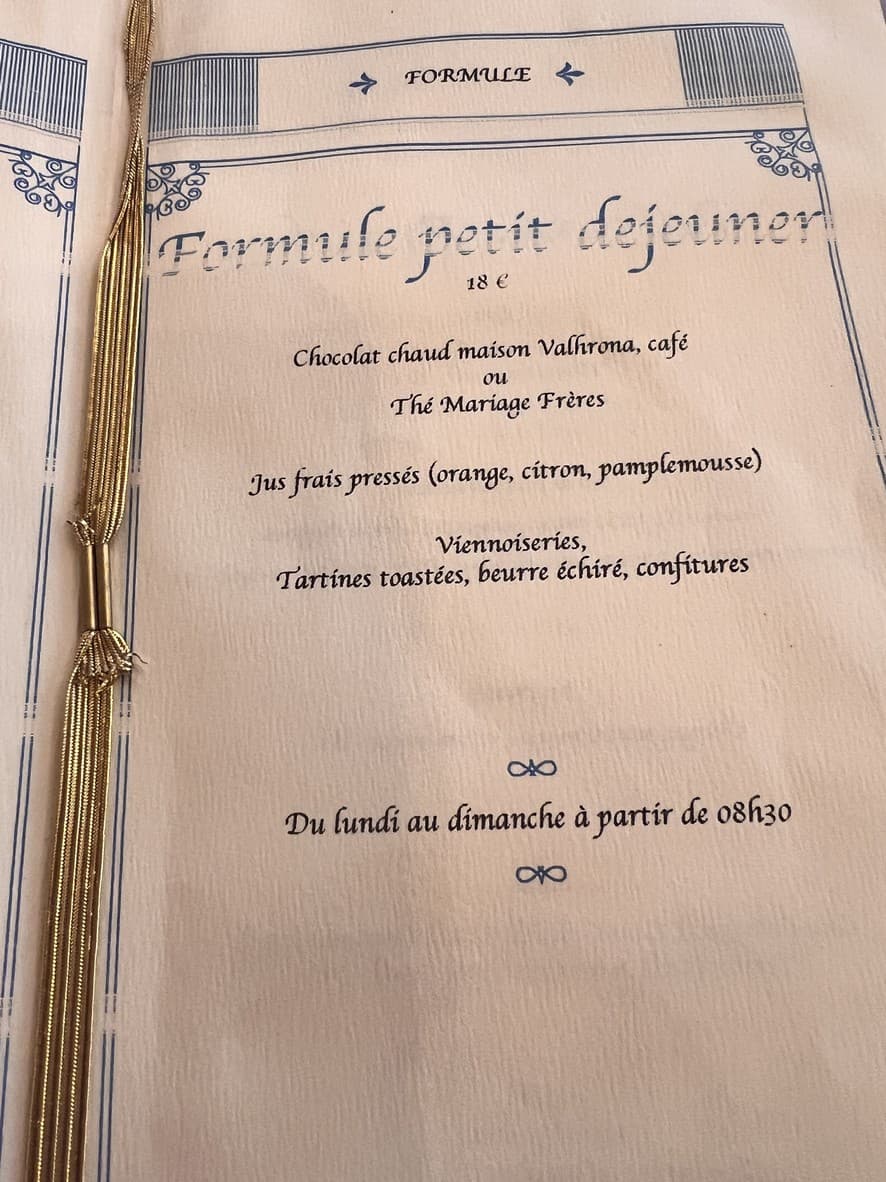 FORMULE
Formule petit dejeuner
18 €
Chocolat chaud maison Valhrona, café
ou
Thé Mariage Frères
Jus frais pressés (orange, citron, pamplemousse)
Viennoiseries,
Tartines toastées, beurre échiré, confitures
Du lundi au dimanche à partir de 08h30